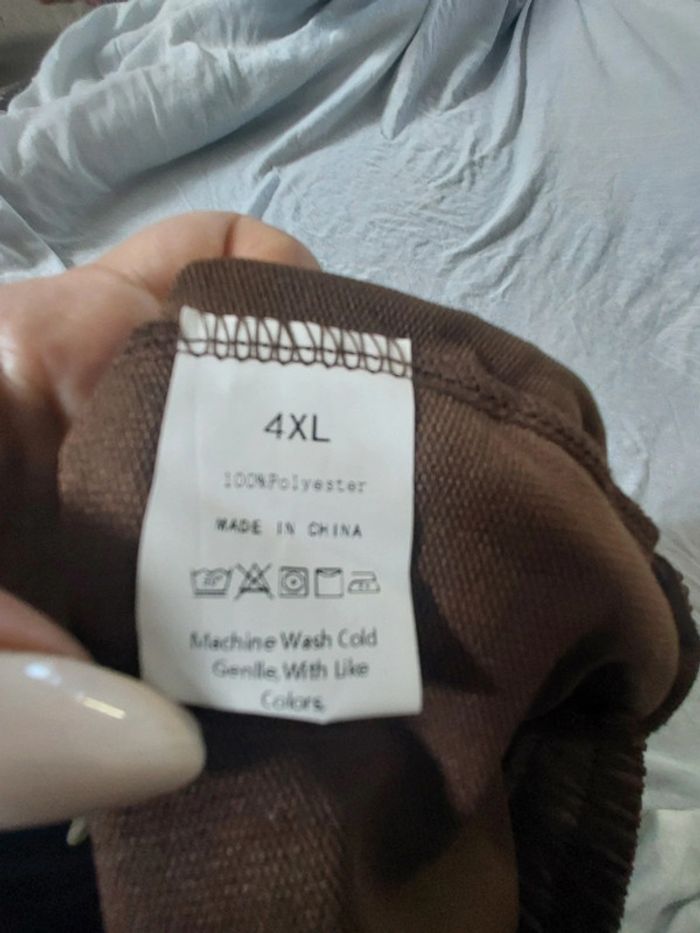 4XL
100%Polyester
MADE IN CHINA
Machine Wash Cold
Gentle, With Like
Colors